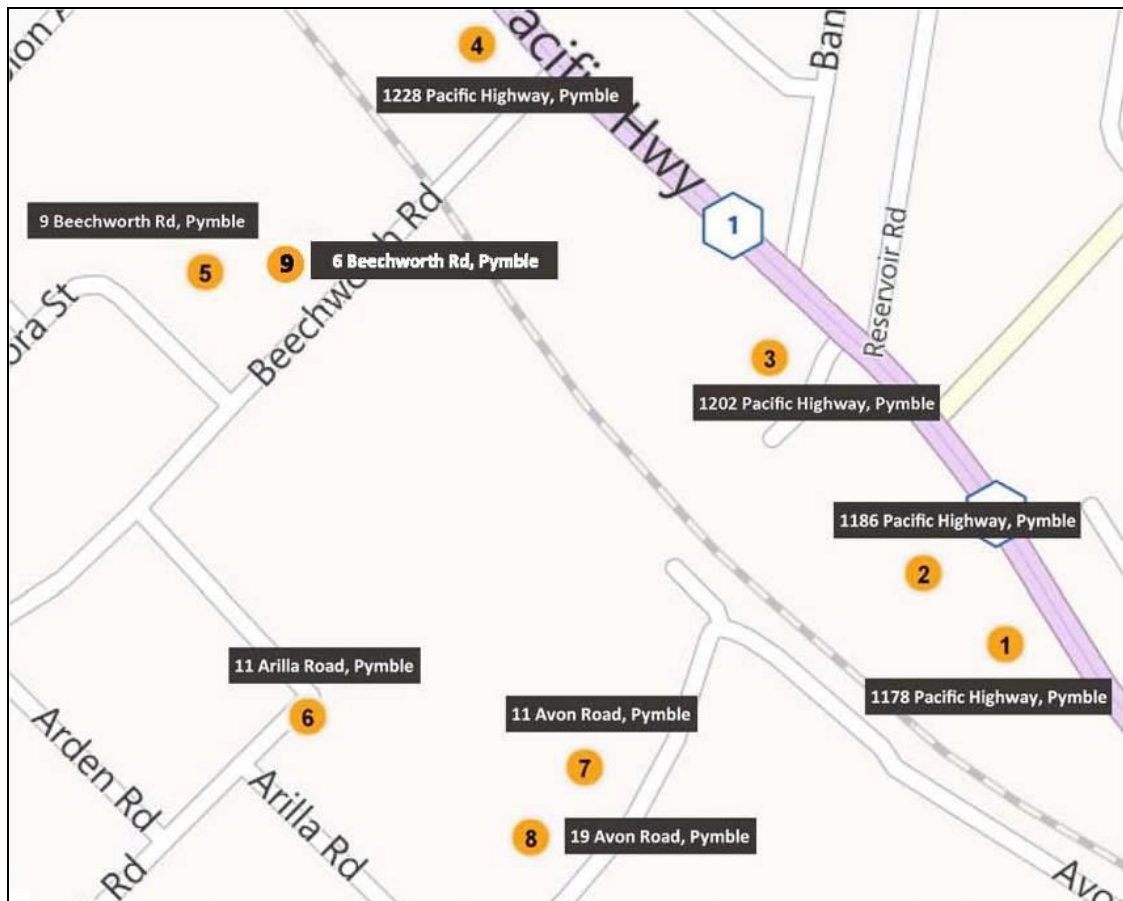 4
acific Hwy
Ban
1228 Pacific Highway, Pymble
9 Beechworth Rd, Pymble
1
5
9
6 Beechworth Rd, Pymble
Beechworth Rd
ora St
Reservoir Rd
3
1202 Pacific Highway, Pymble
1186 Pacific Highway, Pymble
2
1
11 Arilla Road, Pymble
1178 Pacific Highway, Pymble
6
11 Avon Road, Pymble
7
Arden Rd
Arilla Rd
8
19 Avon Road, Pymble
Rd
Avo